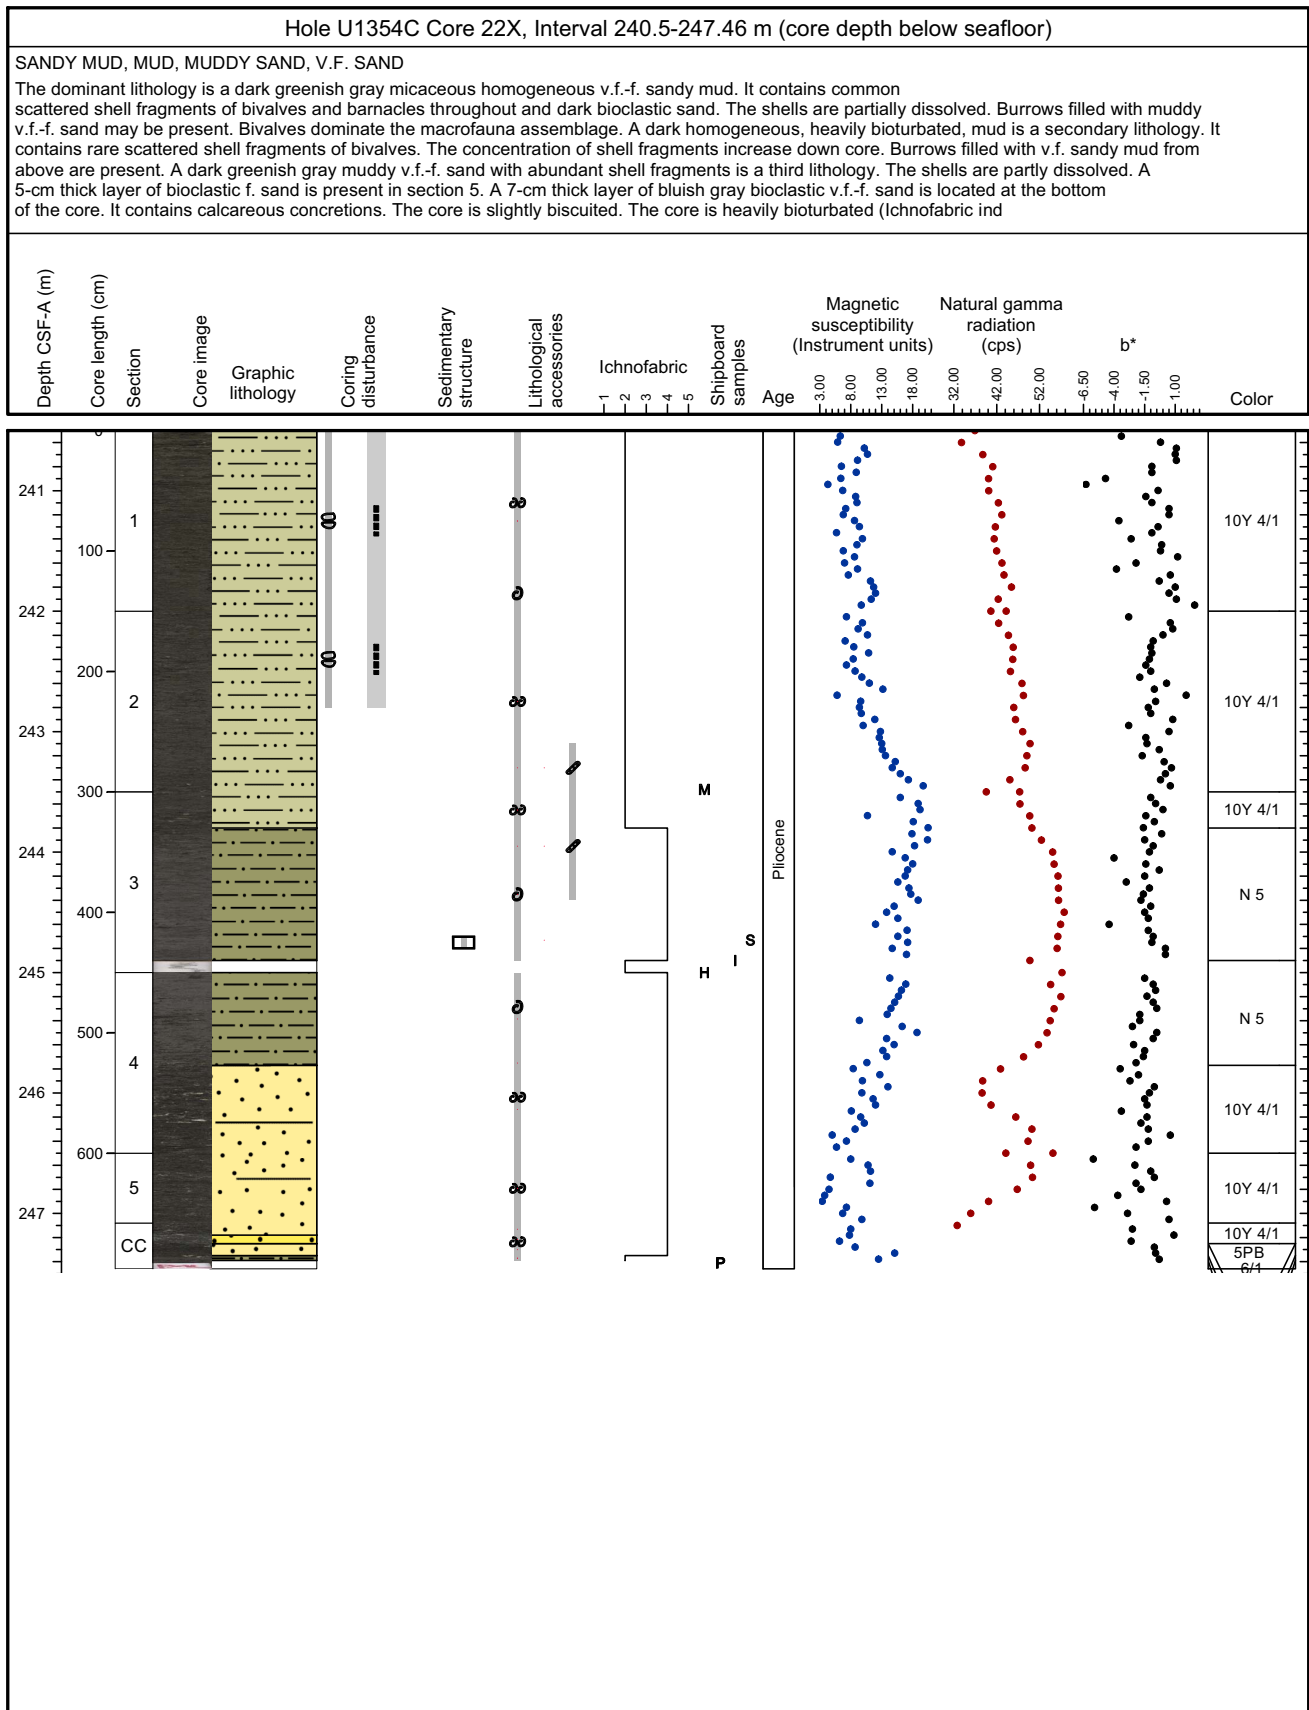 Hole U1354C Core 22X, Interval 240.5-247.46 m (core depth below seafloor)
SANDY MUD, MUD, MUDDY SAND, V.F. SAND
The dominant lithology is a dark greenish gray micaceous homogeneous v.f.-f. sandy mud. It contains common
scattered shell fragments of bivalves and barnacles throughout and dark bioclastic sand. The shells are partially dissolved. Burrows filled with muddy
v.f.-f. sand may be present. Bivalves dominate the macrofauna assemblage. A dark homogeneous, heavily bioturbated, mud is a secondary lithology. It
contains rare scattered shell fragments of bivalves. The concentration of shell fragments increase down core. Burrows filled with v.f. sandy mud from
above are present. A dark greenish gray muddy v.f.-f. sand with abundant shell fragments is a third lithology. The shells are partly dissolved. A
5-cm thick layer of bioclastic f. sand is present in section 5. A 7-cm thick layer of bluish gray bioclastic v.f.-f. sand is located at the bottom
of the core. It contains calcareous concretions. The core is slightly biscuited. The core is heavily bioturbated (Ichnofabric ind
Depth CSF-A (m)
Core length (cm)
Section
Core image
Graphic
lithology
Coring
disturbance
Sedimentary
structure
Lithological
accessories
Ichnofabric
1 2 3 4 5
Shipboard
samples
Age
Magnetic
susceptibility
(Instrument units)
3.00 8.00 13.00 18.00
Natural gamma
radiation
(cps)
32.00 42.00 52.00
b*
-6.50 -4.00 -1.50 1.00
Color
0
241
1
10Y 4/1
100
242
200
2
243
10Y 4/1
300
M
10Y 4/1
244
Pliocene
3
N 5
400
S
I
245
H
500
N 5
4
246
10Y 4/1
600
5
10Y 4/1
247
10Y 4/1
CC
5PB
6/1
P